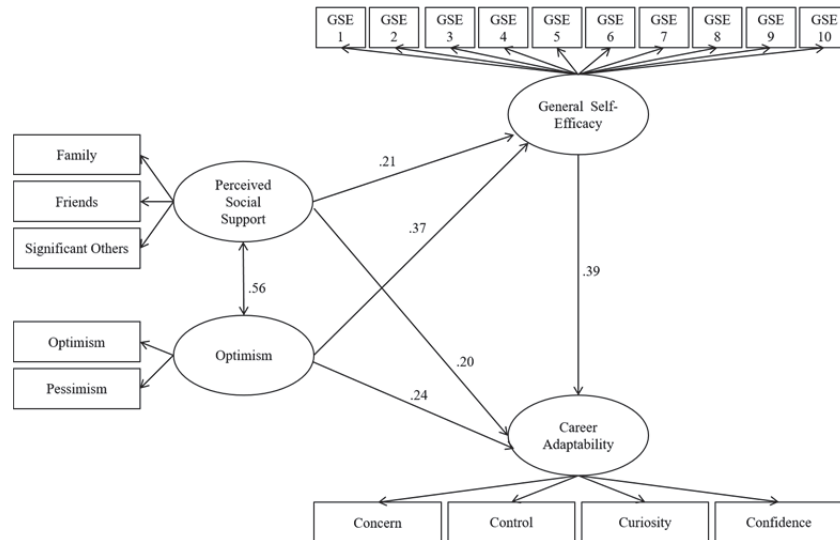 GSE
1
GSE
2
GSE
3
GSE
4
GSE
5
GSE
6
GSE
7
GSE
8
GSE
9
GSE
10
General Self-
Efficacy
Family
Friends
Significant Others
Perceived
Social
Support
.21
.37
.39
.56
Optimism
Pessimism
Optimism
.20
.24
Career
Adaptability
Concern
Control
Curiosity
Confidence